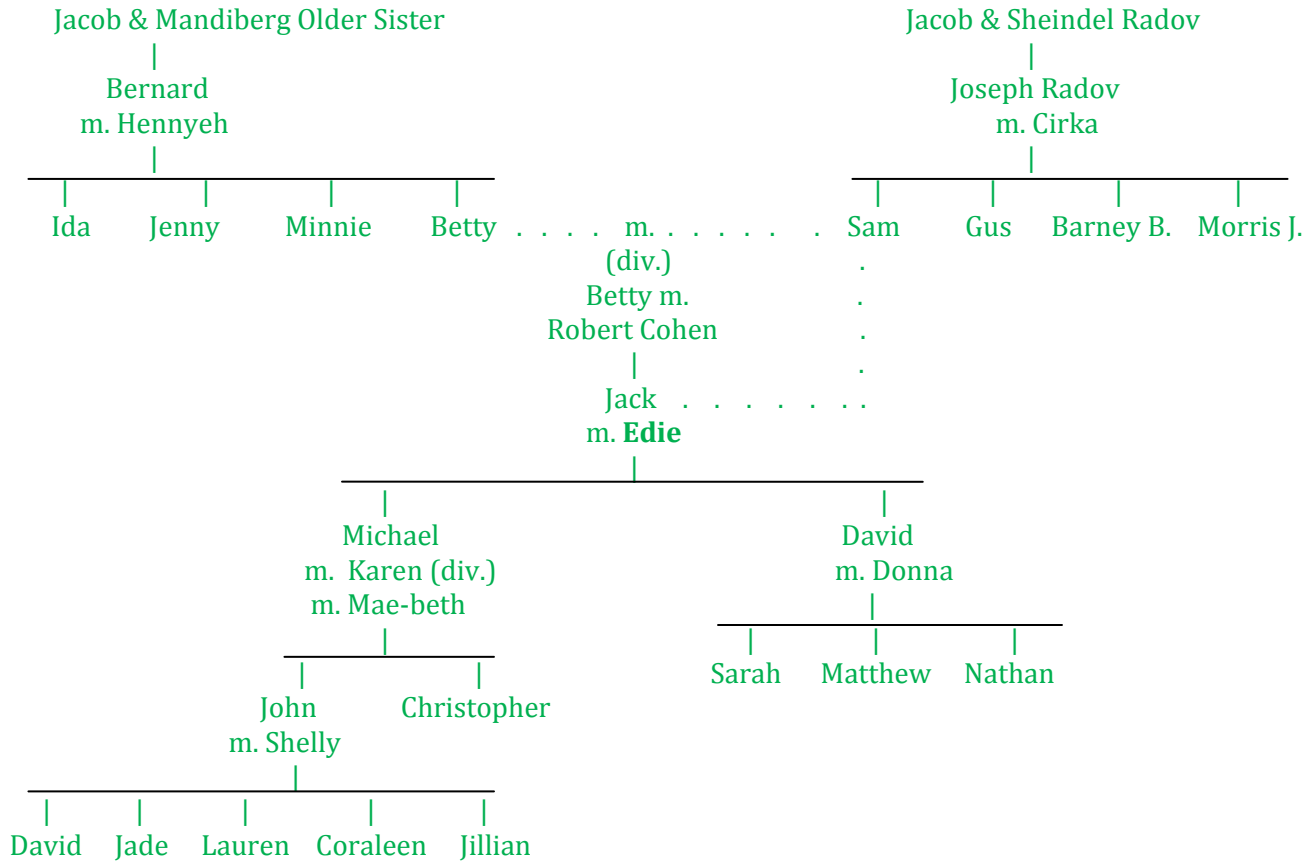 Jacob & Mandiberg Older Sister Jacob & Sheindel Radov
Bernard Joseph Radov
m. Hennyeh m. Cirka
Ida Jenny Minnie Betty . . . . m. . . . . . . Sam Gus Barney B. Morris J.
(div.) .
Betty m. .
Robert Cohen .
.
Jack . . . . . . .
m. Edie
Michael David
m. Karen (div.) m. Donna
m. Mae-beth
Sarah Matthew Nathan
John Christopher
m. Shelly
David Jade Lauren Coraleen Jillian